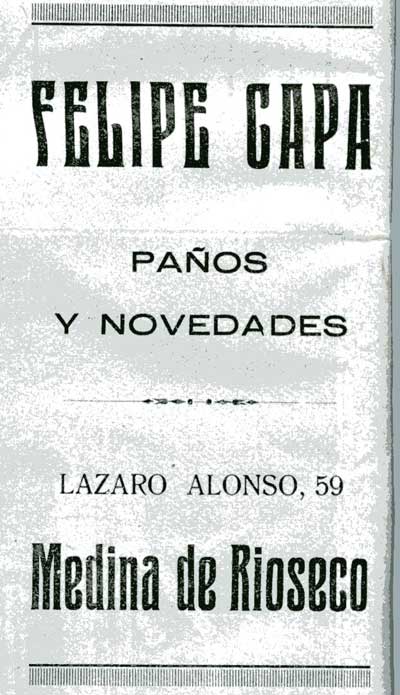 FELIPE CAPA
PAÑOS
Y NOVEDADES
LAZARO ALONSO, 59
Medina de Rioseco